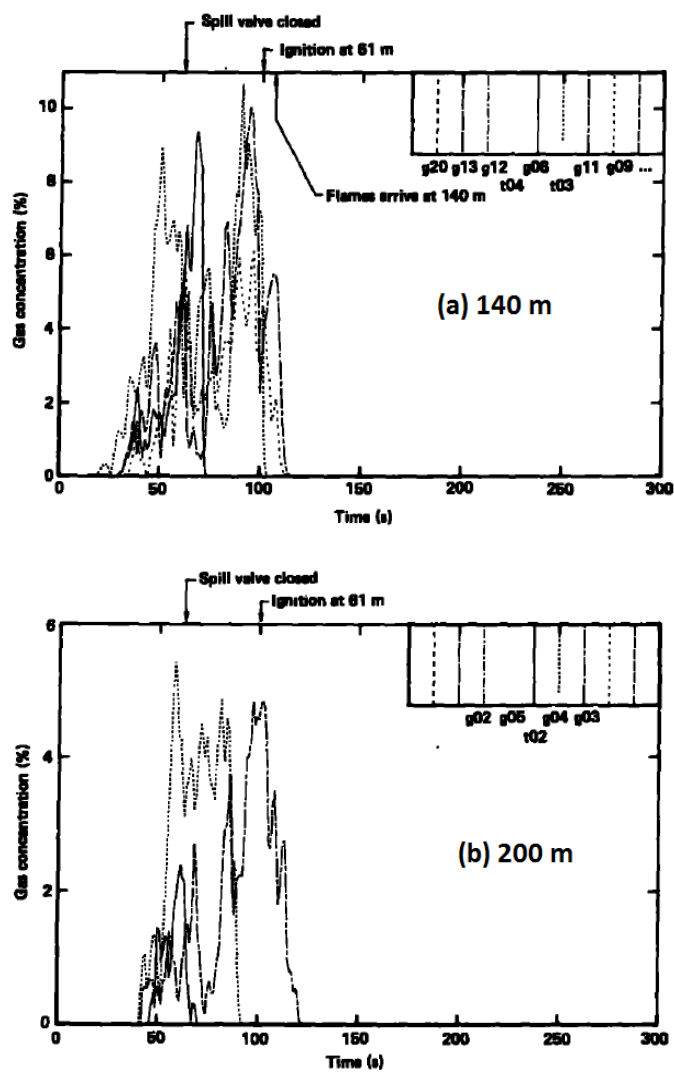 Spill valve closed
Ignition at 61 m
10
8
6
4
2
0
Gas concentration (%)
g20 g13 g12 g06 g11 g09 ...
t04 t03
Flames arrive at 140 m
(a) 140 m
0 50 100 150 200 250 300
Time (s)
Spill valve closed
Ignition at 61 m
6
4
2
0
Gas concentration (%)
g02 g05 g04 g03
t02
(b) 200 m
0 50 100 150 200 250 300
Time (s)